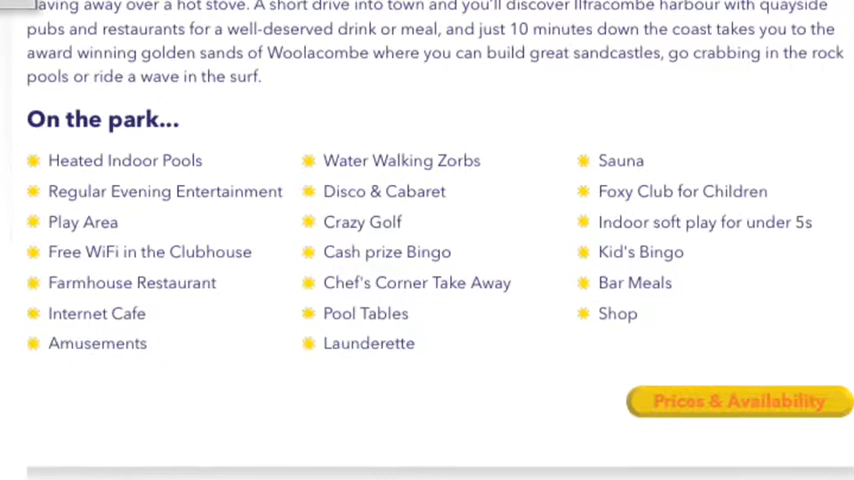 slaving away over a hot stove. A short drive into town and you'll discover Ilfracombe harbour with quayside
pubs and restaurants for a well-deserved drink or meal, and just 10 minutes down the coast takes you to the
award winning golden sands of Woolacombe where you can build great sandcastles, go crabbing in the rock
pools or ride a wave in the surf.
On the park...
Heated Indoor Pools
Regular Evening Entertainment
Play Area
Free WiFi in the Clubhouse
Farmhouse Restaurant
Internet Cafe
Amusements
Water Walking Zorbs
Disco & Cabaret
Crazy Golf
Cash prize Bingo
Chef's Corner Take Away
Pool Tables
Launderette
Sauna
Foxy Club for Children
Indoor soft play for under 5s
Kid's Bingo
Bar Meals
Shop
Prices & Availability